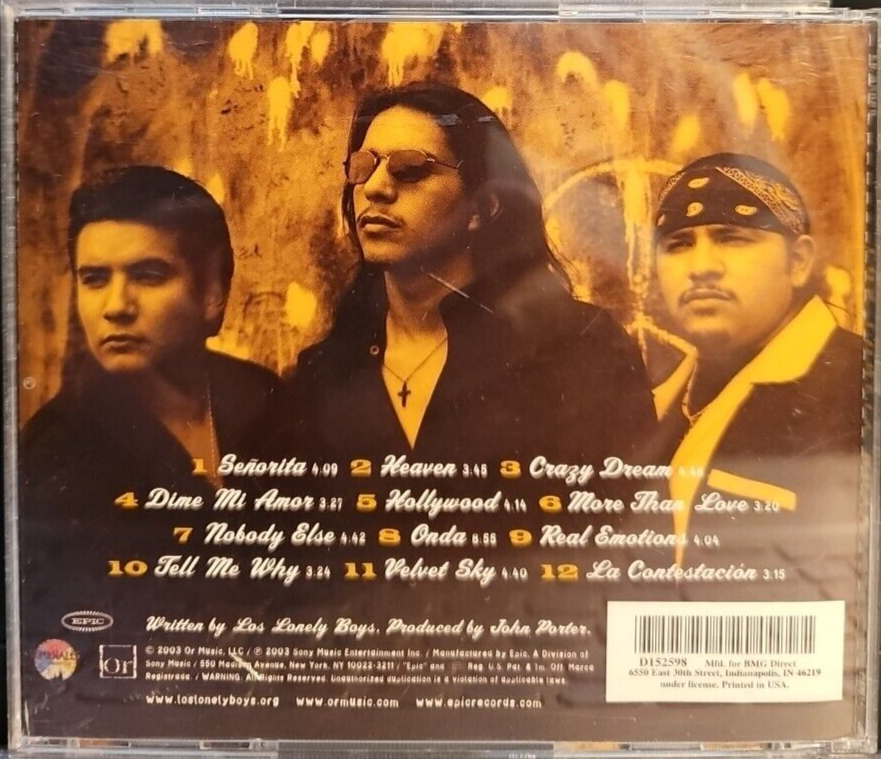 1 Señorita 4.09 2 Heaven 3.45 3 Crazy Dream
4 Dime Mi Amor 3.27 5 Hollywood 4.14 6 More Than Love 3.20
7 Nobody Else 4.42 8 Onda 8.55 9 Real Emotions 4.04
10 Tell Me Why 3.24 11 Velvet Sky 4.40 12 La Contestación 3:15
EPIC
Written by Los Lonely Boys. Produced by John Porter.
Or
© 2003 Or Music, LLC / ℗ 2003 Sony Music Entertainment Inc. / Manufactured by Epic, A Division of
Sony Music / 550 Madison Avenue, New York, NY 10022-3211 / "Epic" and Reg. U.S. Pat. & Tm. Off. Marca
Registrada. / WARNING: All Rights Reserved. Unauthorized duplication is a violation of applicable laws.
www.loslonelyboys.org www.ormusic.com www.epicrecords.com
D152598 Mfd. for BMG Direct
6550 East 30th Street, Indianapolis, IN 46219
under license. Printed in USA.